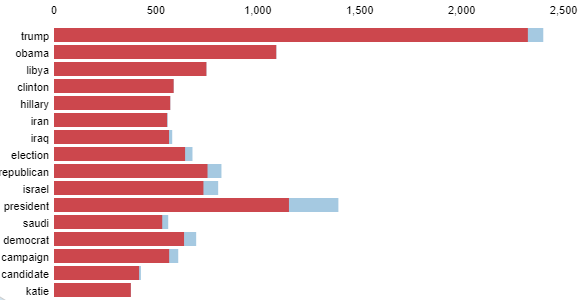 0 500 1,000 1,500 2,000 2,500
trump
obama
libya
clinton
hillary
iran
iraq
election
republican
israel
president
saudi
democrat
campaign
candidate
katie